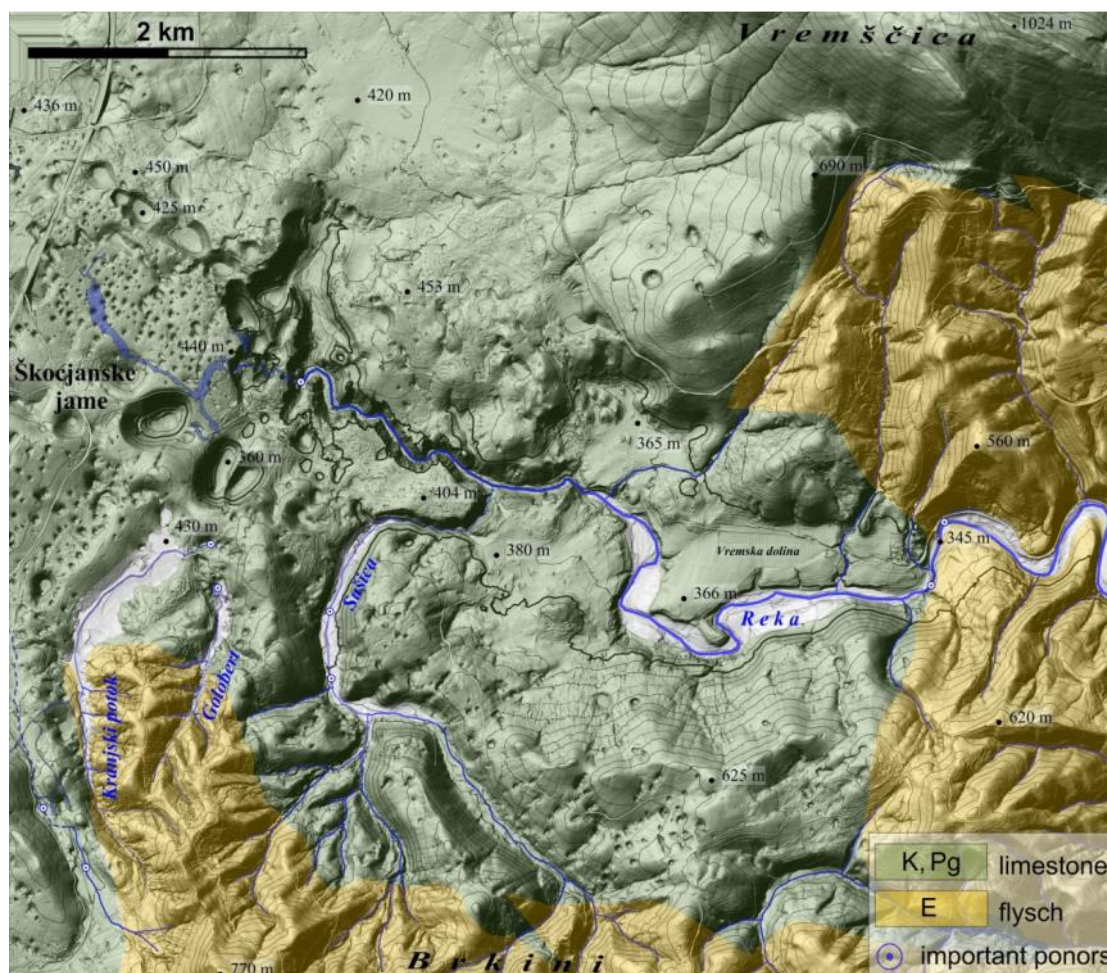 2 km
Vremščica
1024 m
436 m
420 m
450 m
690 m
425 m
453 m
440 m
Škocjanske
jame
365 m
560 m
360 m
404 m
430 m
345 m
380 m
Vremska dolina
Sušica
366 m
Reka
Golobert
Kranjski potok
620 m
625 m
K, Pg limestone
E flysch
important ponors
Brkini
770 m